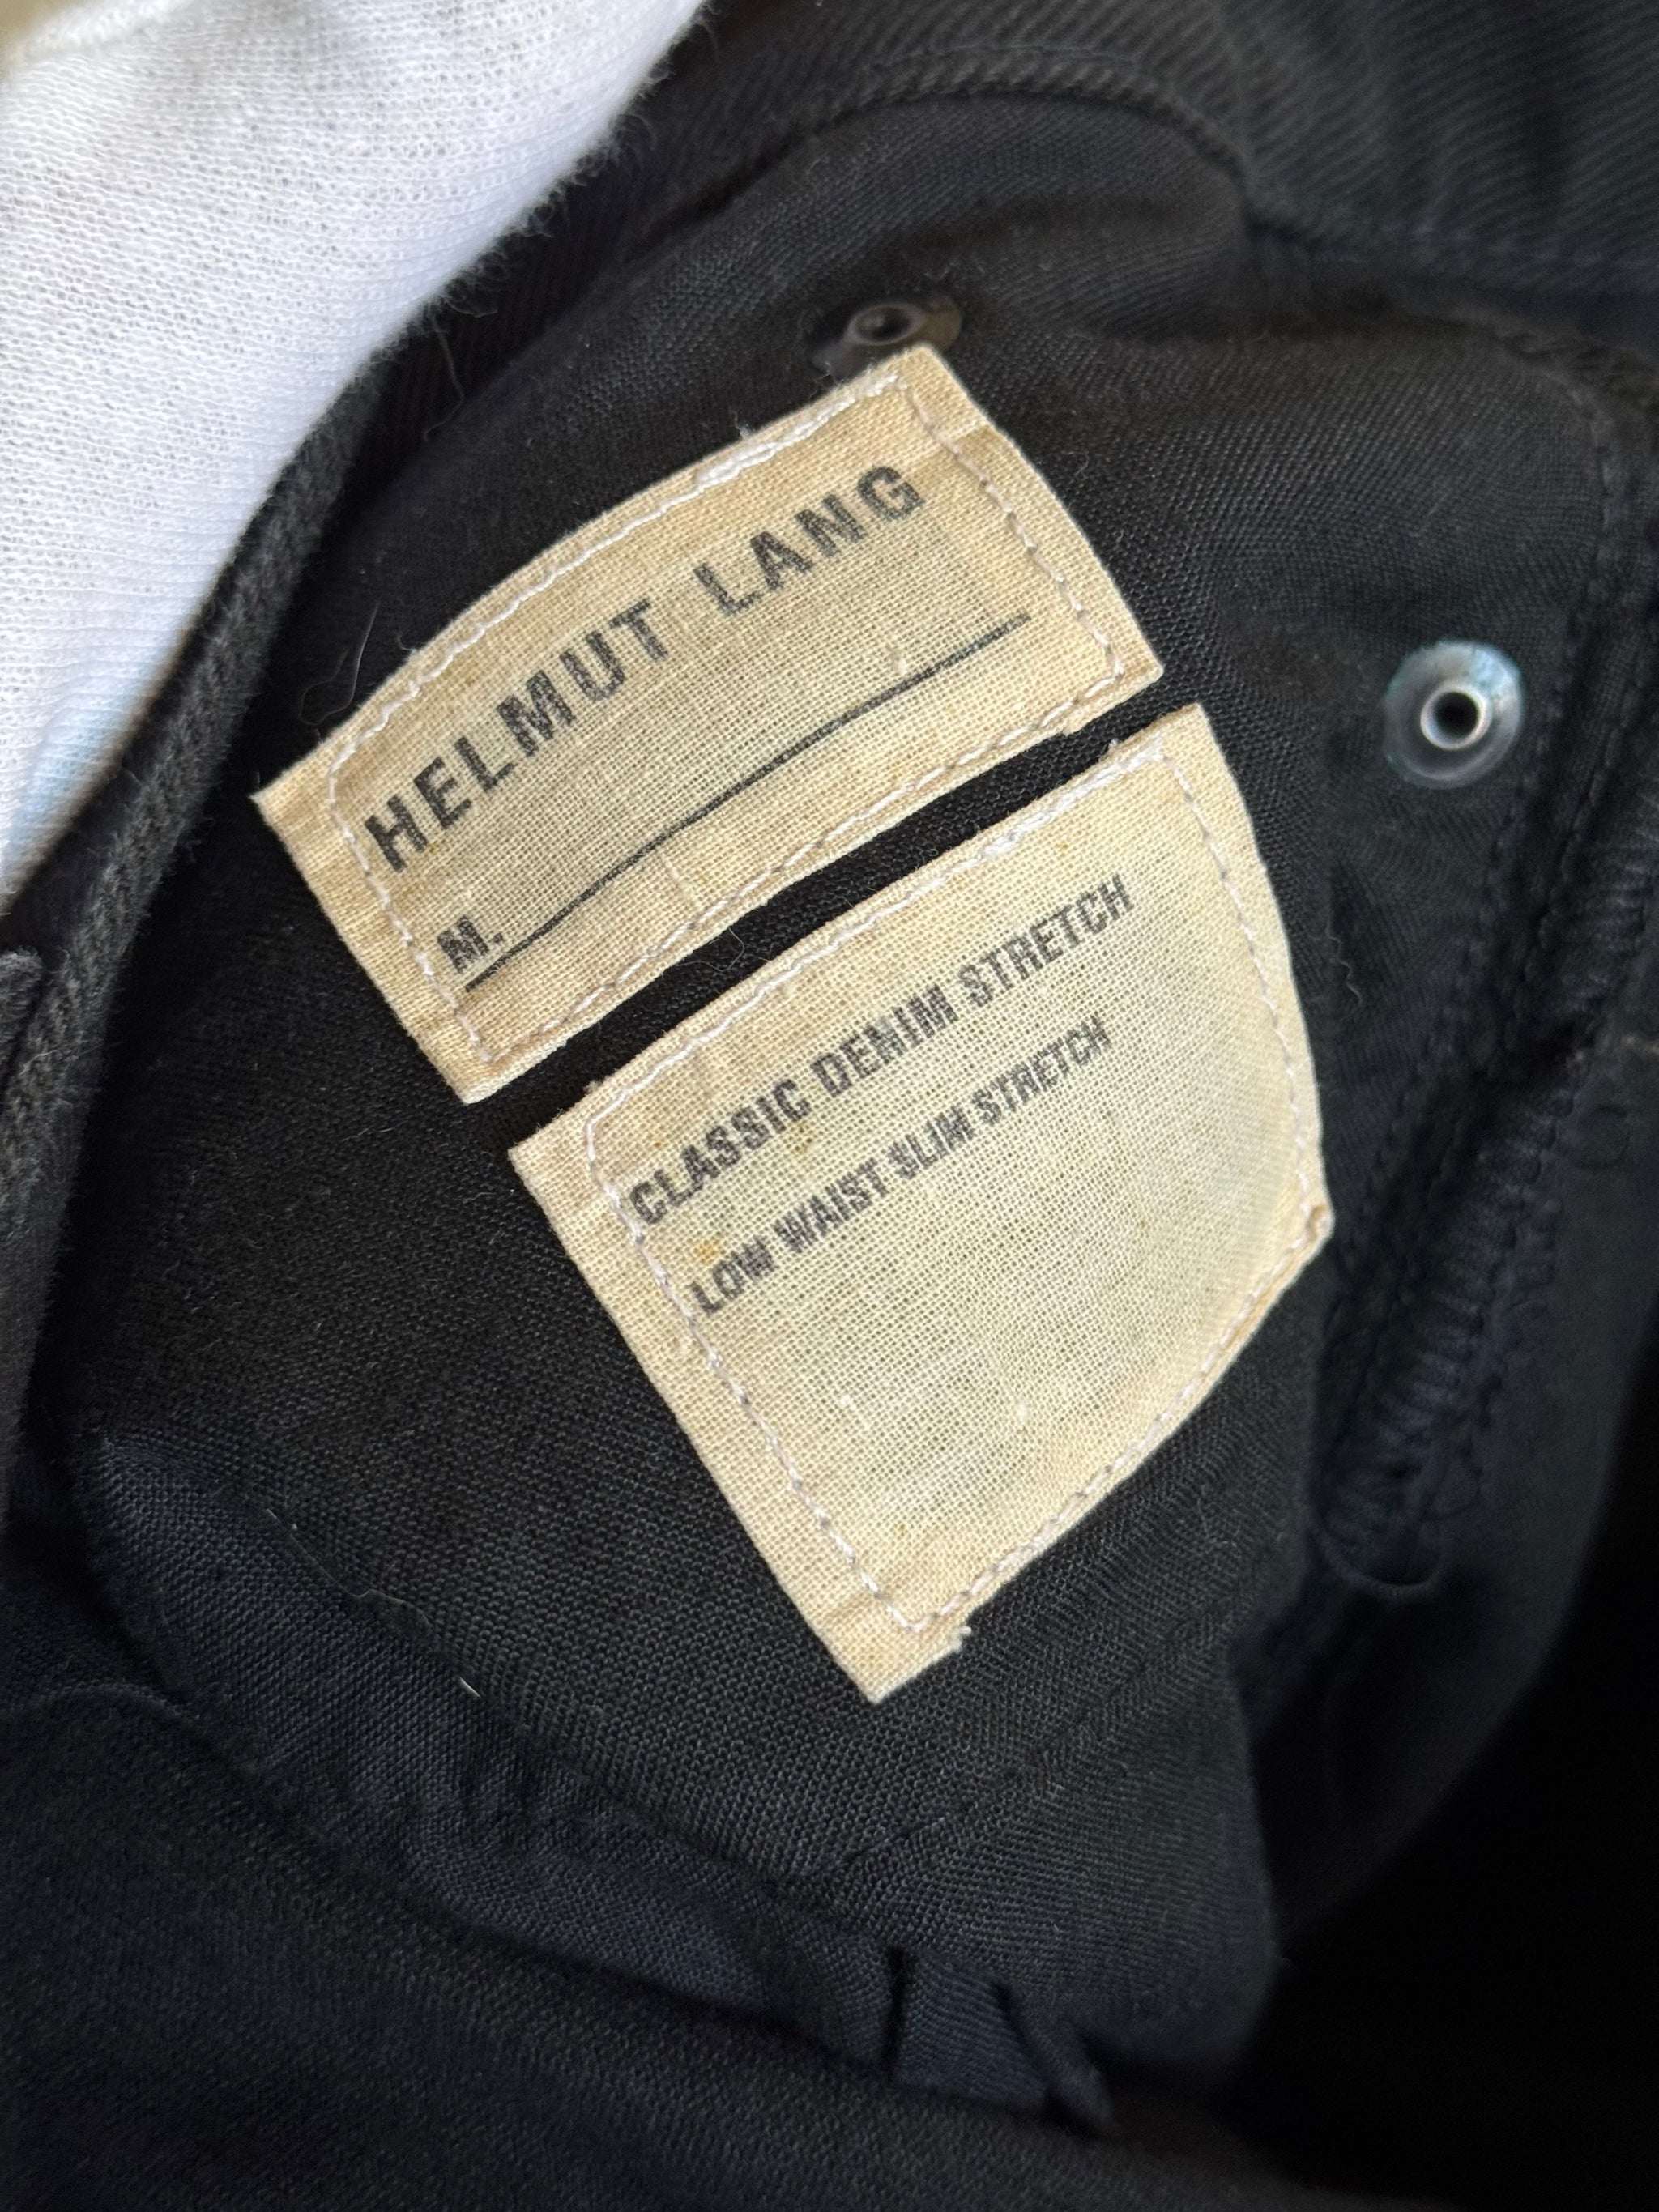 HELMUT LANG
M.
CLASSIC DENIM STRETCH
LOW WAIST SLIM STRETCH